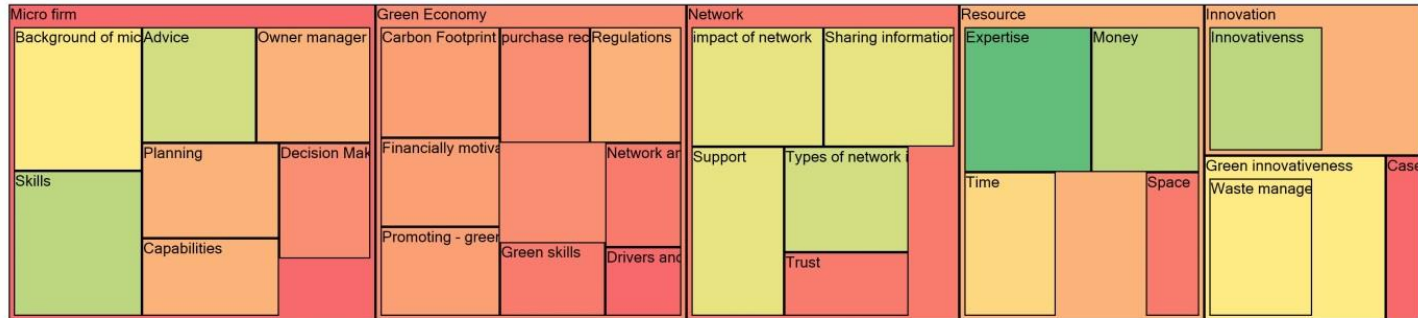 Micro firm
Background of mic
Advice
Owner manager
Planning
Decision Mak
Skills
Capabilities
Green Economy
Carbon Footprint
purchase rec
Regulations
Financially motiva
Network an
Promoting - green
Green skills
Drivers and
Network
impact of network
Sharing information
Support
Types of network i
Trust
Resource
Expertise
Money
Time
Space
Innovation
Innovativenss
Green innovativeness
Waste manage
Case